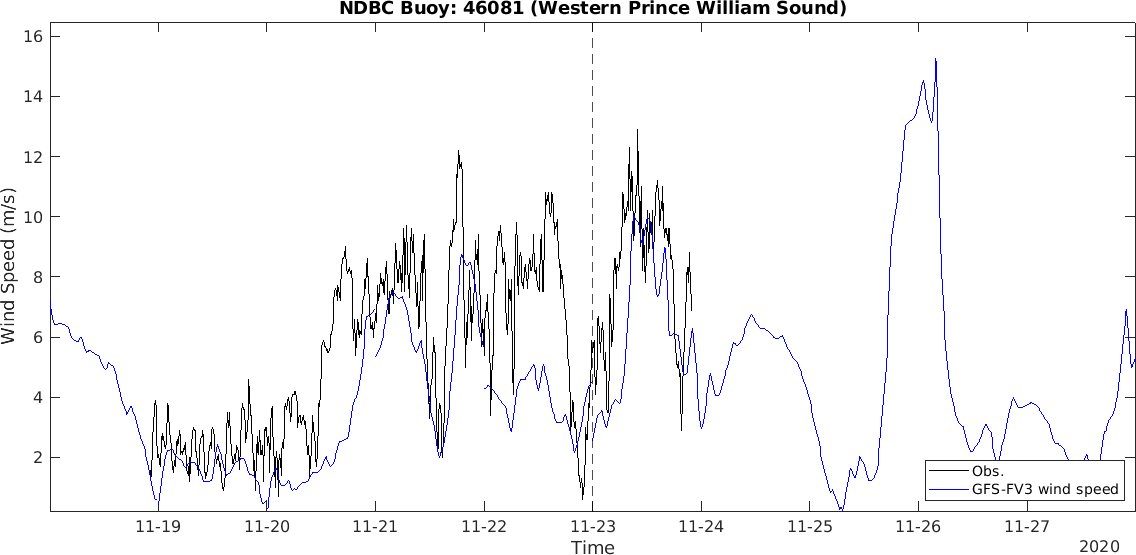 NDBC Buoy: 46081 (Western Prince William Sound)
Wind Speed (m/s)
16
14
12
10
8
6
4
2
Obs.
GFS-FV3 wind speed
11-19 11-20 11-21 11-22 11-23 11-24 11-25 11-26 11-27
Time
2020